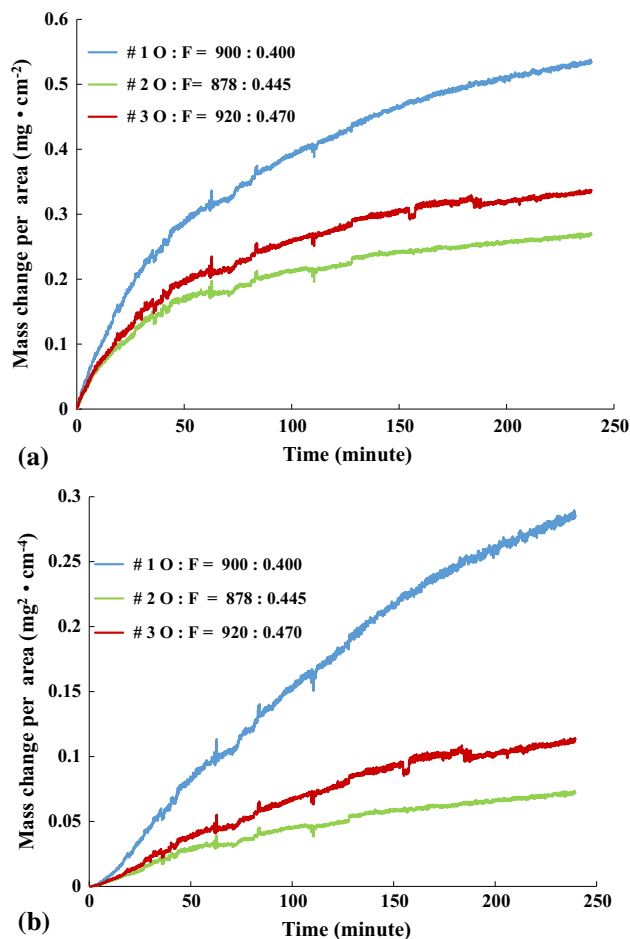 0.6
0.5
0.4
0.3
0.2
0.1
0
Mass change per area (mg • cm-2)
# 1 O : F = 900 : 0.400
# 2 O : F= 878 : 0.445
# 3 O : F = 920 : 0.470
0 50 100 150 200 250
Time (minute)
(a)
0.3
0.25
0.2
0.15
0.1
0.05
0
Mass change per area (mg2 • cm-4)
# 1 O : F = 900 : 0.400
# 2 O : F = 878 : 0.445
# 3 O : F = 920 : 0.470
0 50 100 150 200 250
Time (minute)
(b)